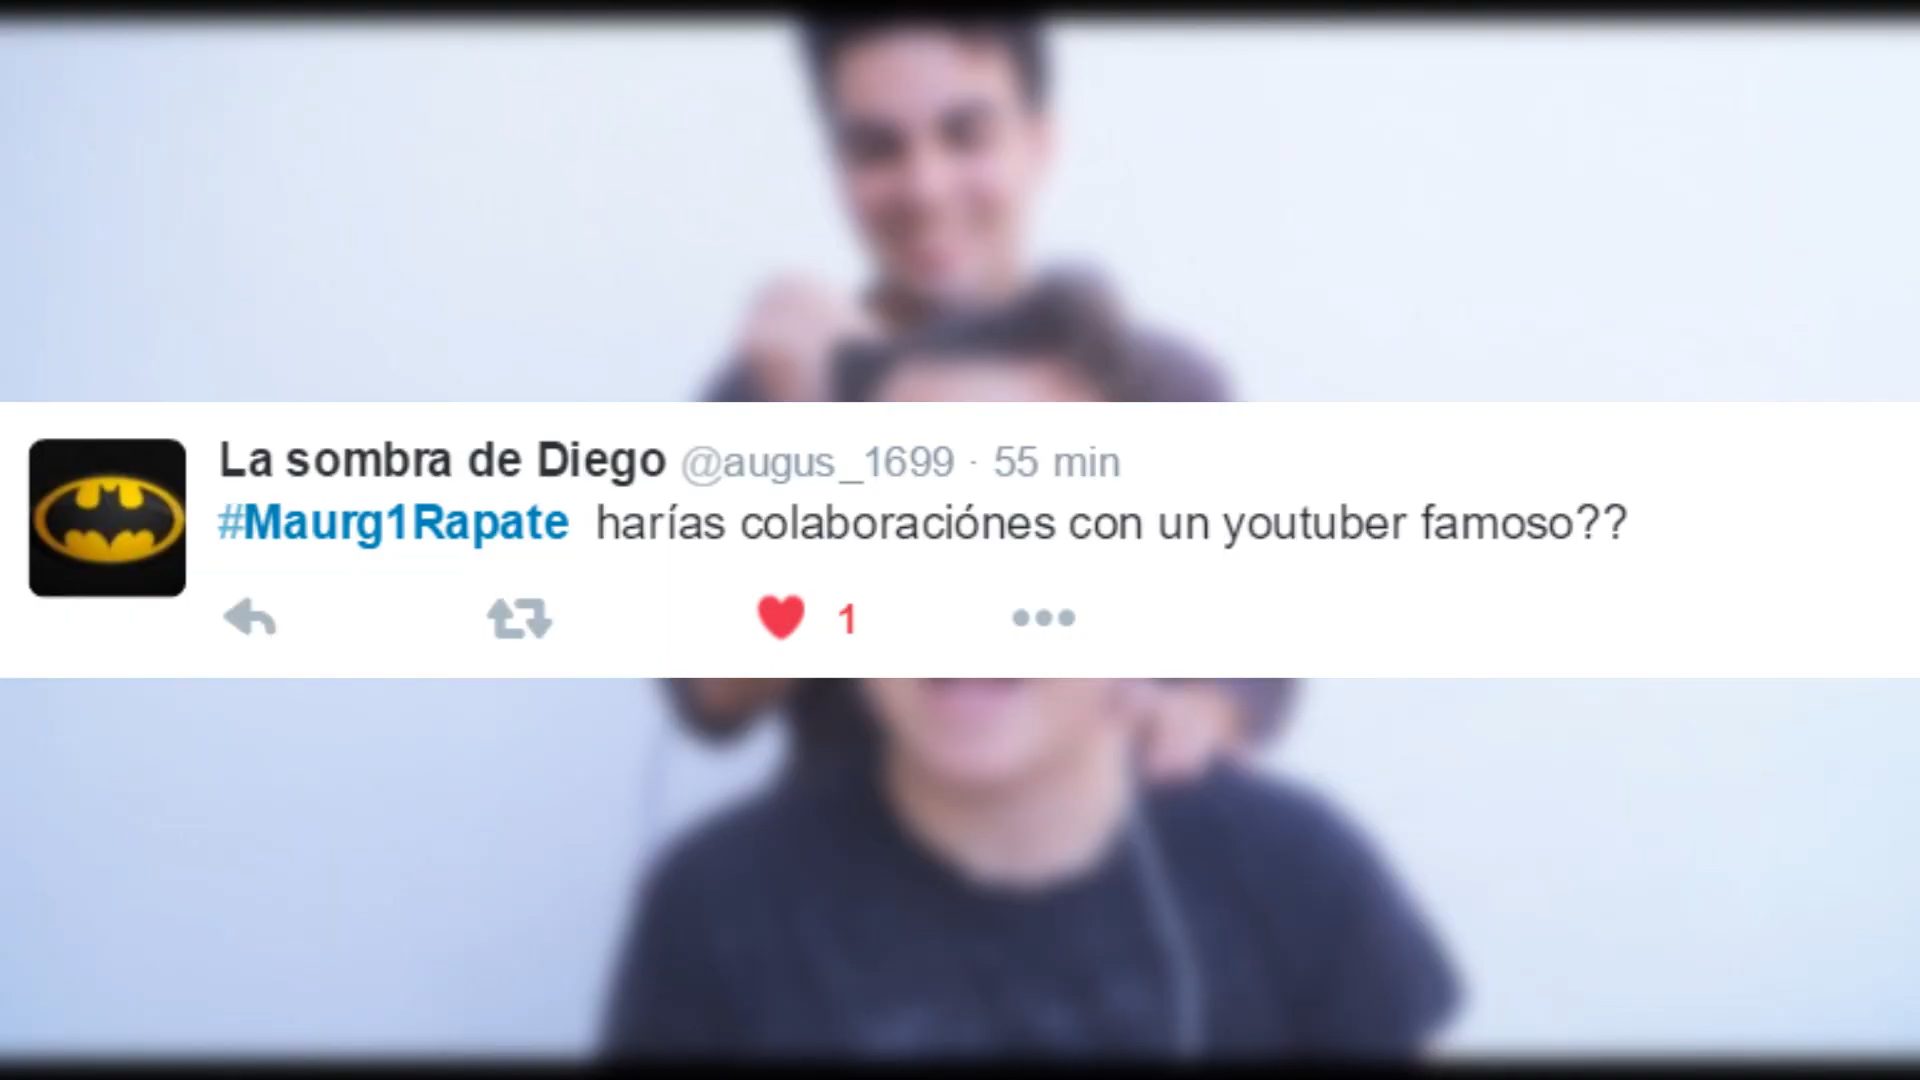 La sombra de Diego @augus_1699 · 55 min
#Maurg1Rapate harías colaboraciónes con un youtuber famoso??
1